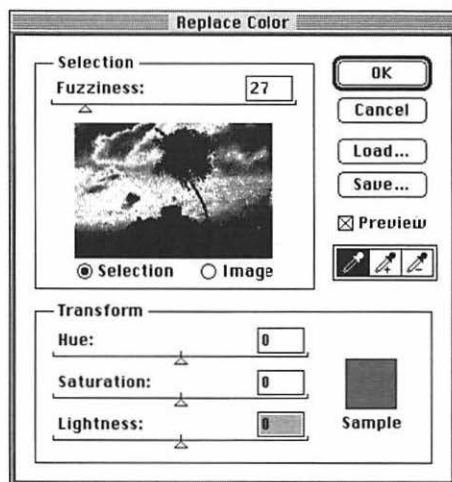 Replace Color
Selection
Fuzziness: 27
Selection Image
OK
Cancel
Load...
Save...
Preview
Transform
Hue: 0
Saturation: 0
Lightness: 0
Sample